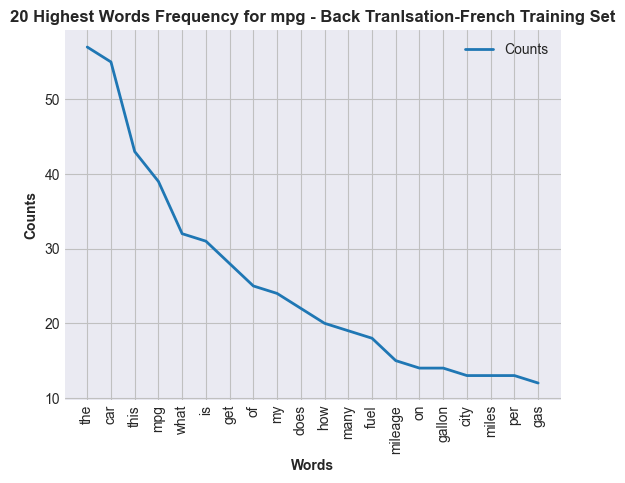 20 Highest Words Frequency for mpg - Back Tranlsation-French Training Set
Counts
50
40
30
20
10
Counts
the
car
this
mpg
what
is
get
of
my
does
how
many
fuel
mileage
on
gallon
city
miles
per
gas
Words